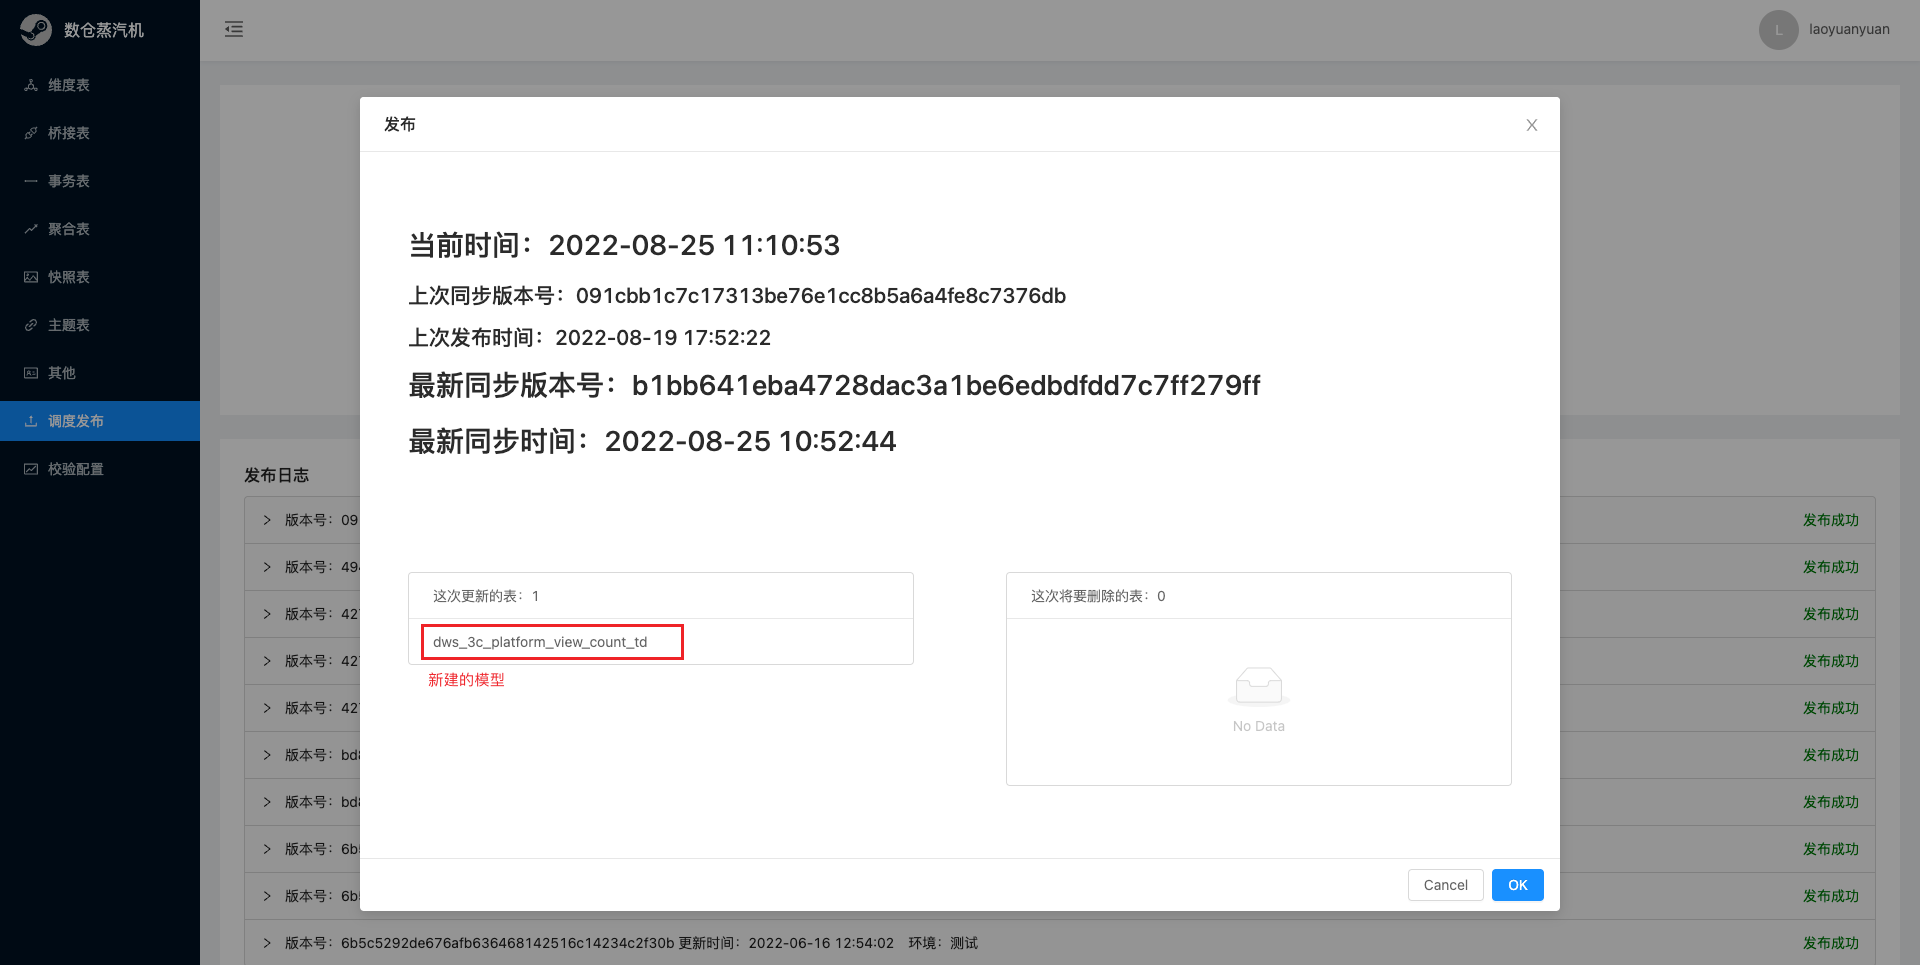 数仓蒸汽机
L
laoyuanyuan
维度表
桥接表
事务表
聚合表
快照表
主题表
其他
调度发布
校验配置
发布
当前时间：2022-08-25 11:10:53
上次同步版本号：091cbb1c7c17313be76e1cc8b5a6a4fe8c7376db
上次发布时间：2022-08-19 17:52:22
最新同步版本号：b1bb641eba4728dac3a1be6edbdfdd7c7ff279ff
最新同步时间：2022-08-25 10:52:44
这次更新的表：1
dws_3c_platform_view_count_td
新建的模型
这次将要删除的表：0
No Data
Cancel
OK
发布日志
版本号：09 发布成功
版本号：494 发布成功
版本号：427 发布成功
版本号：427 发布成功
版本号：427 发布成功
版本号：bd8 发布成功
版本号：bd8 发布成功
版本号：6b5 发布成功
版本号：6b5 发布成功
版本号：6b5c5292de676afb636468142516c14234c2f30b 更新时间：2022-06-16 12:54:02 环境：测试 发布成功